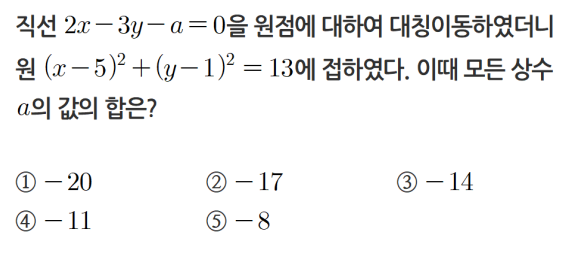 직선 2x－3y－a＝0을 원점에 대하여 대칭이동하였더니
원 (x－5)²＋(y－1)²＝13에 접하였다. 이때 모든 상수
a의 값의 합은?
① －20 ② －17 ③ －14
④ －11 ⑤ －8